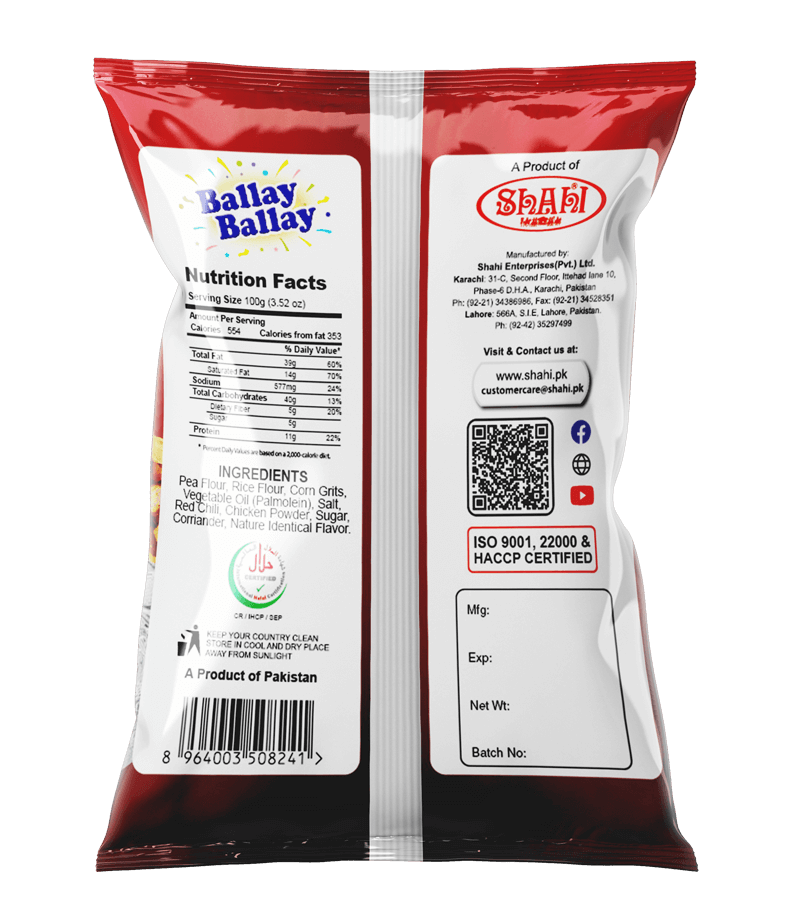 Ballay
Ballay
Nutrition Facts
Serving Size 100g (3.52 oz)
Amount Per Serving
Calories 554 Calories from fat 353
% Daily Value*
Total Fat 39g 60%
Saturated Fat 14g 70%
Sodium 577mg 24%
Total Carbohydrates 40g 13%
Dietary Fiber 5g 20%
Sugar 5g
Protein 11g 22%
* Percent Daily Values are based on a 2,000-calorie diet.
INGREDIENTS
Pea Flour, Rice Flour, Corn Grits,
Vegetable Oil (Palmolein), Salt,
Red Chili, Chicken Powder, Sugar,
Corriander, Nature Identical Flavor.
حلال
CERTIFIED
CR / IHCP / DEP
KEEP YOUR COUNTRY CLEAN
STORE IN COOL AND DRY PLACE
AWAY FROM SUNLIGHT
A Product of Pakistan
8 964003 508241 >
A Product of
SHAHI
Manufactured by:
Shahi Enterprises(Pvt.) Ltd.
Karachi: 31-C, Second Floor, Ittehad lane 10,
Phase-6 D.H.A., Karachi, Pakistan
Ph: (92-21) 34386986, Fax: (92-21) 34528351
Lahore: 566A, S.I.E, Lahore, Pakistan.
Ph: (92-42) 35297499
Visit & Contact us at:
www.shahi.pk
customercare@shahi.pk
ISO 9001, 22000 &
HACCP CERTIFIED
Mfg:
Exp:
Net Wt:
Batch No: